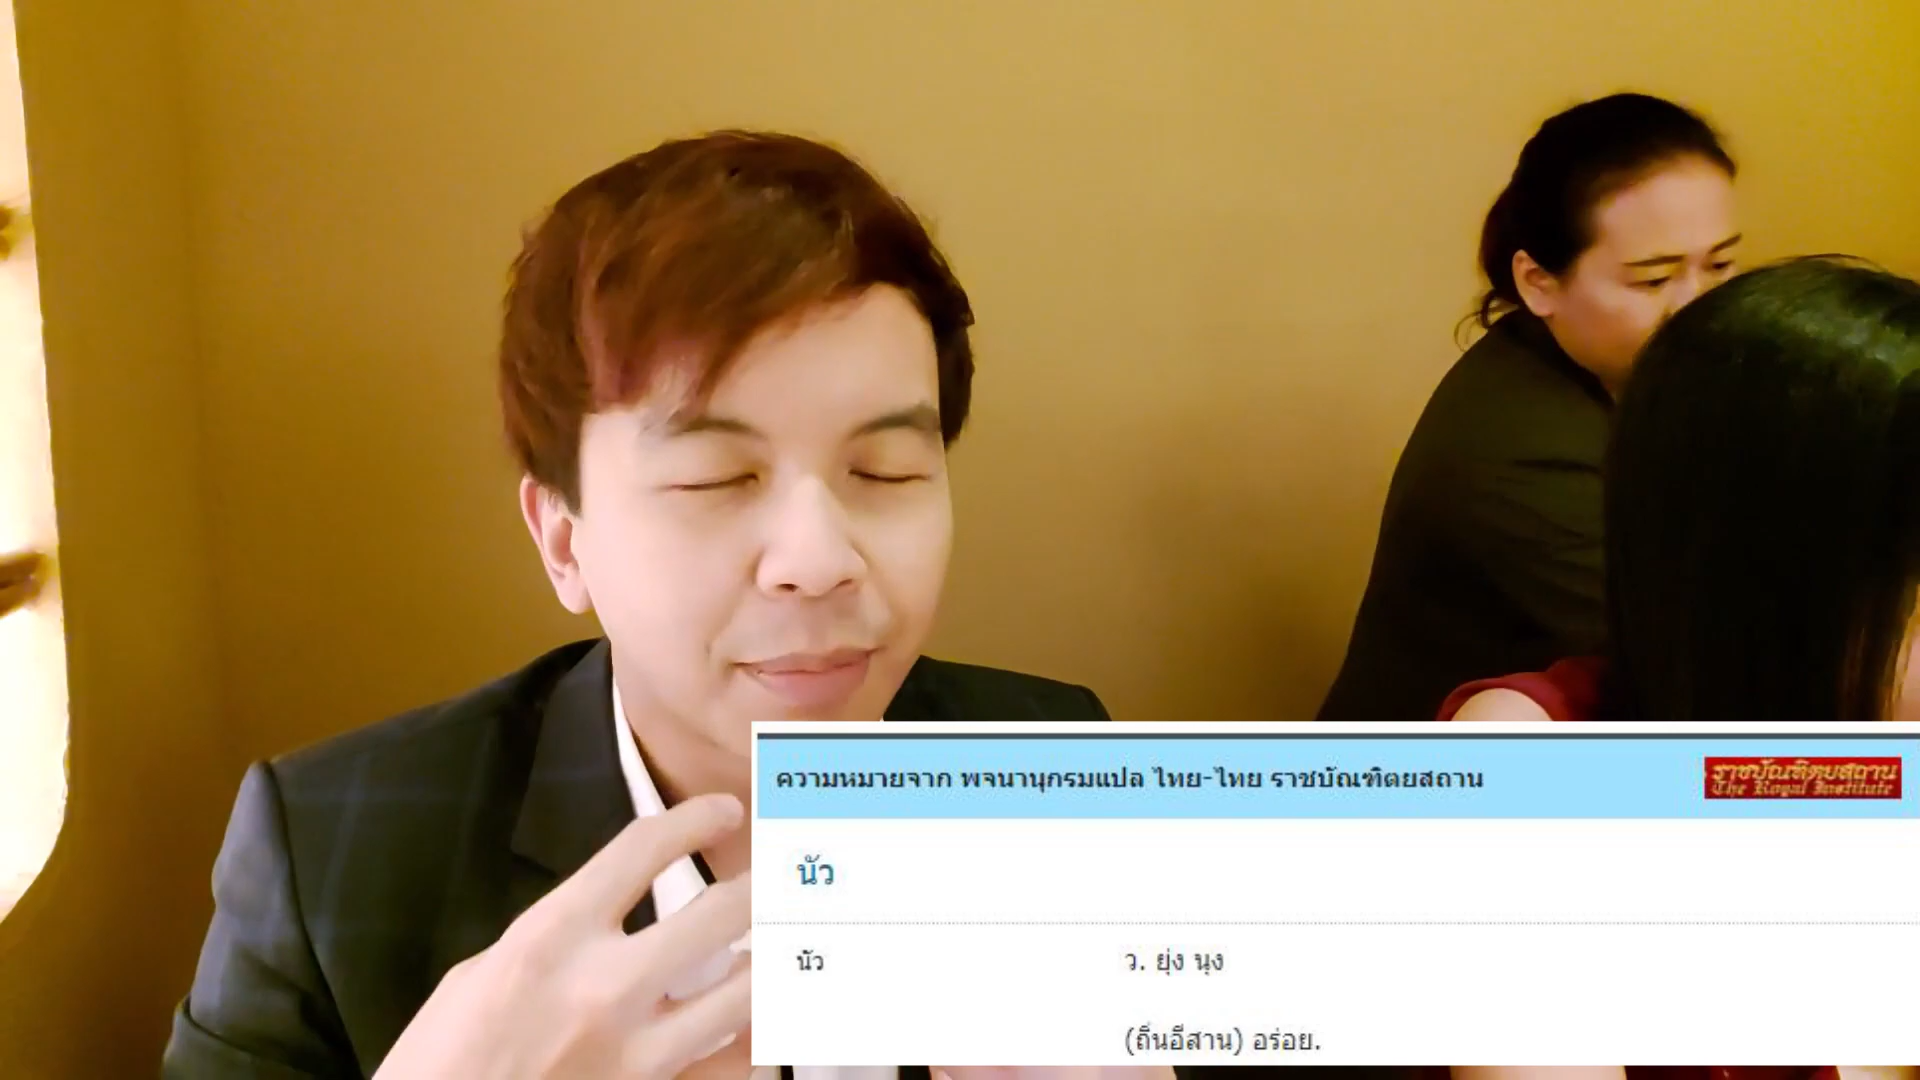 ความหมายจาก พจนานุกรมแปล ไทย-ไทย ราชบัณฑิตยสถาน
ราชบัณฑิตยสถาน
The Royal Institute
นัว
นัว ว. ยุ่ง นุง
(ถิ่นอีสาน) อร่อย.